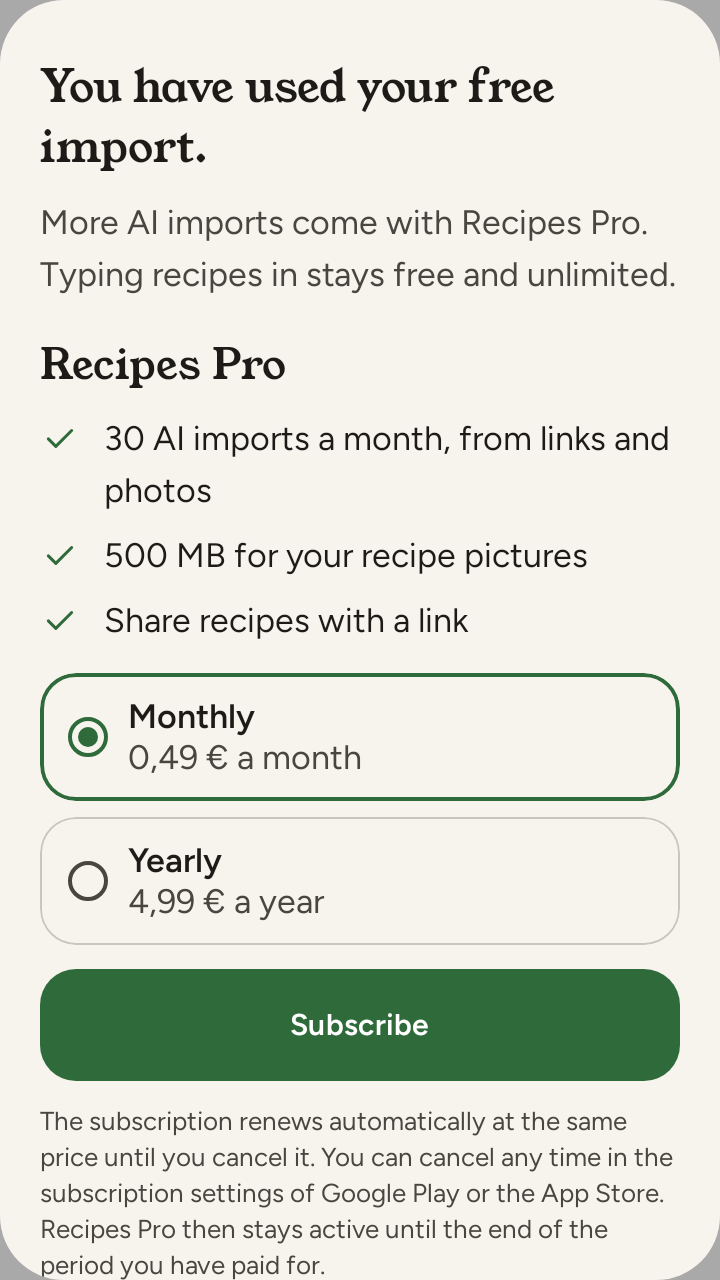 You have used your free
import.
More AI imports come with Recipes Pro.
Typing recipes in stays free and unlimited.
Recipes Pro
30 AI imports a month, from links and
photos
500 MB for your recipe pictures
Share recipes with a link
Monthly
0,49 € a month
Yearly
4,99 € a year
Subscribe
The subscription renews automatically at the same
price until you cancel it. You can cancel any time in the
subscription settings of Google Play or the App Store.
Recipes Pro then stays active until the end of the
period you have paid for.